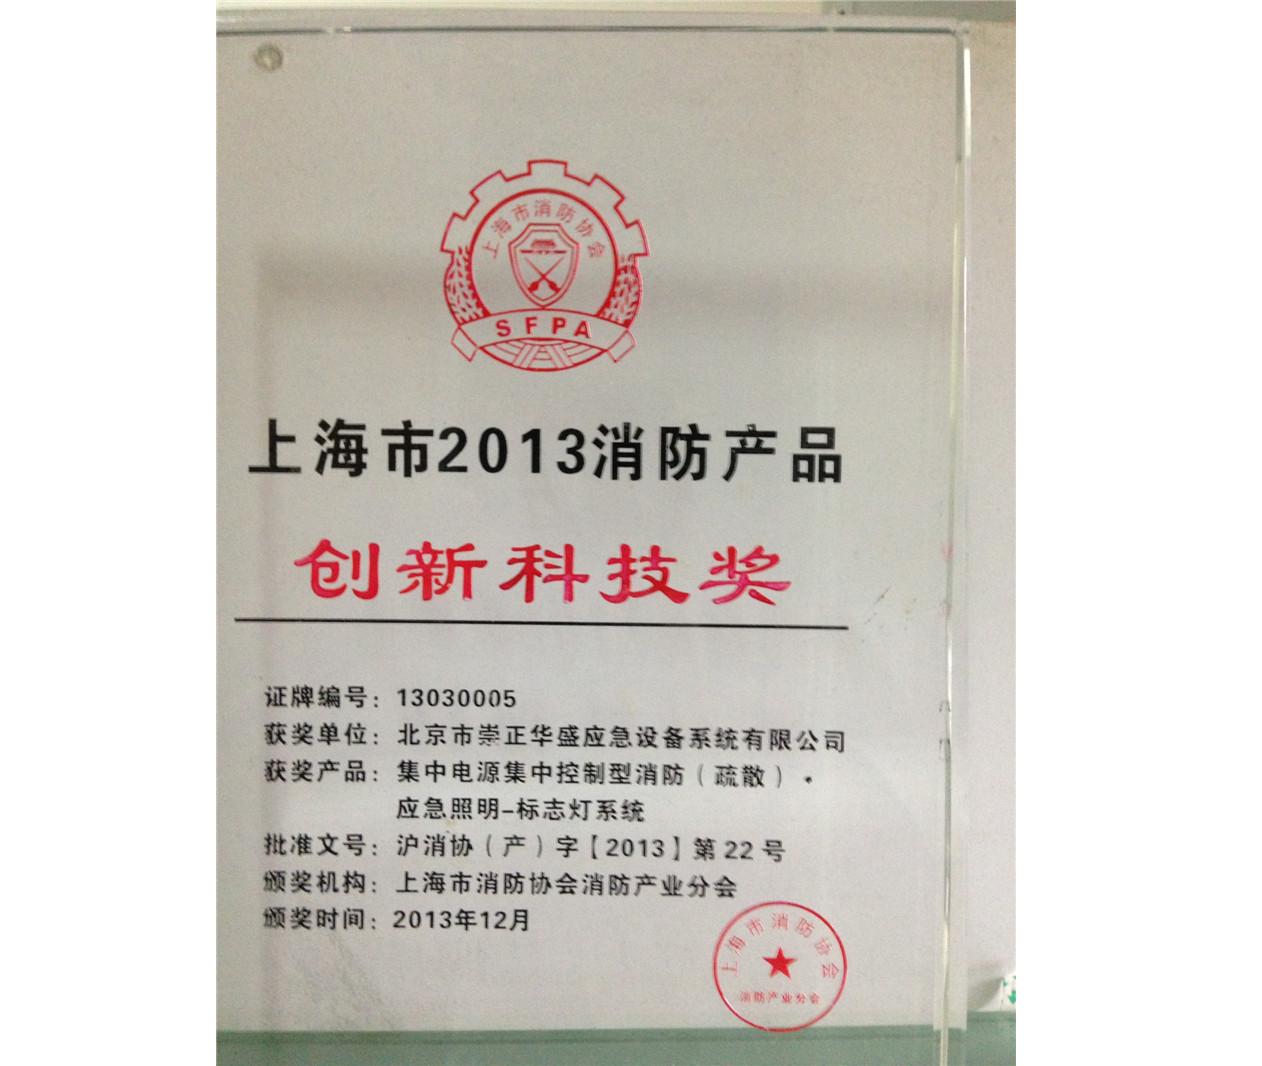 上海市消防协会
SFPA
上海市2013消防产品
创新科技奖
证牌编号：13030005
获奖单位：北京市崇正华盛应急设备系统有限公司
获奖产品：集中电源集中控制型消防（疏散）·
应急照明-标志灯系统
批准文号：沪消协（产）字【2013】第22号
颁奖机构：上海市消防协会消防产业分会
颁奖时间：2013年12月
上海市消防协会
消防产业分会